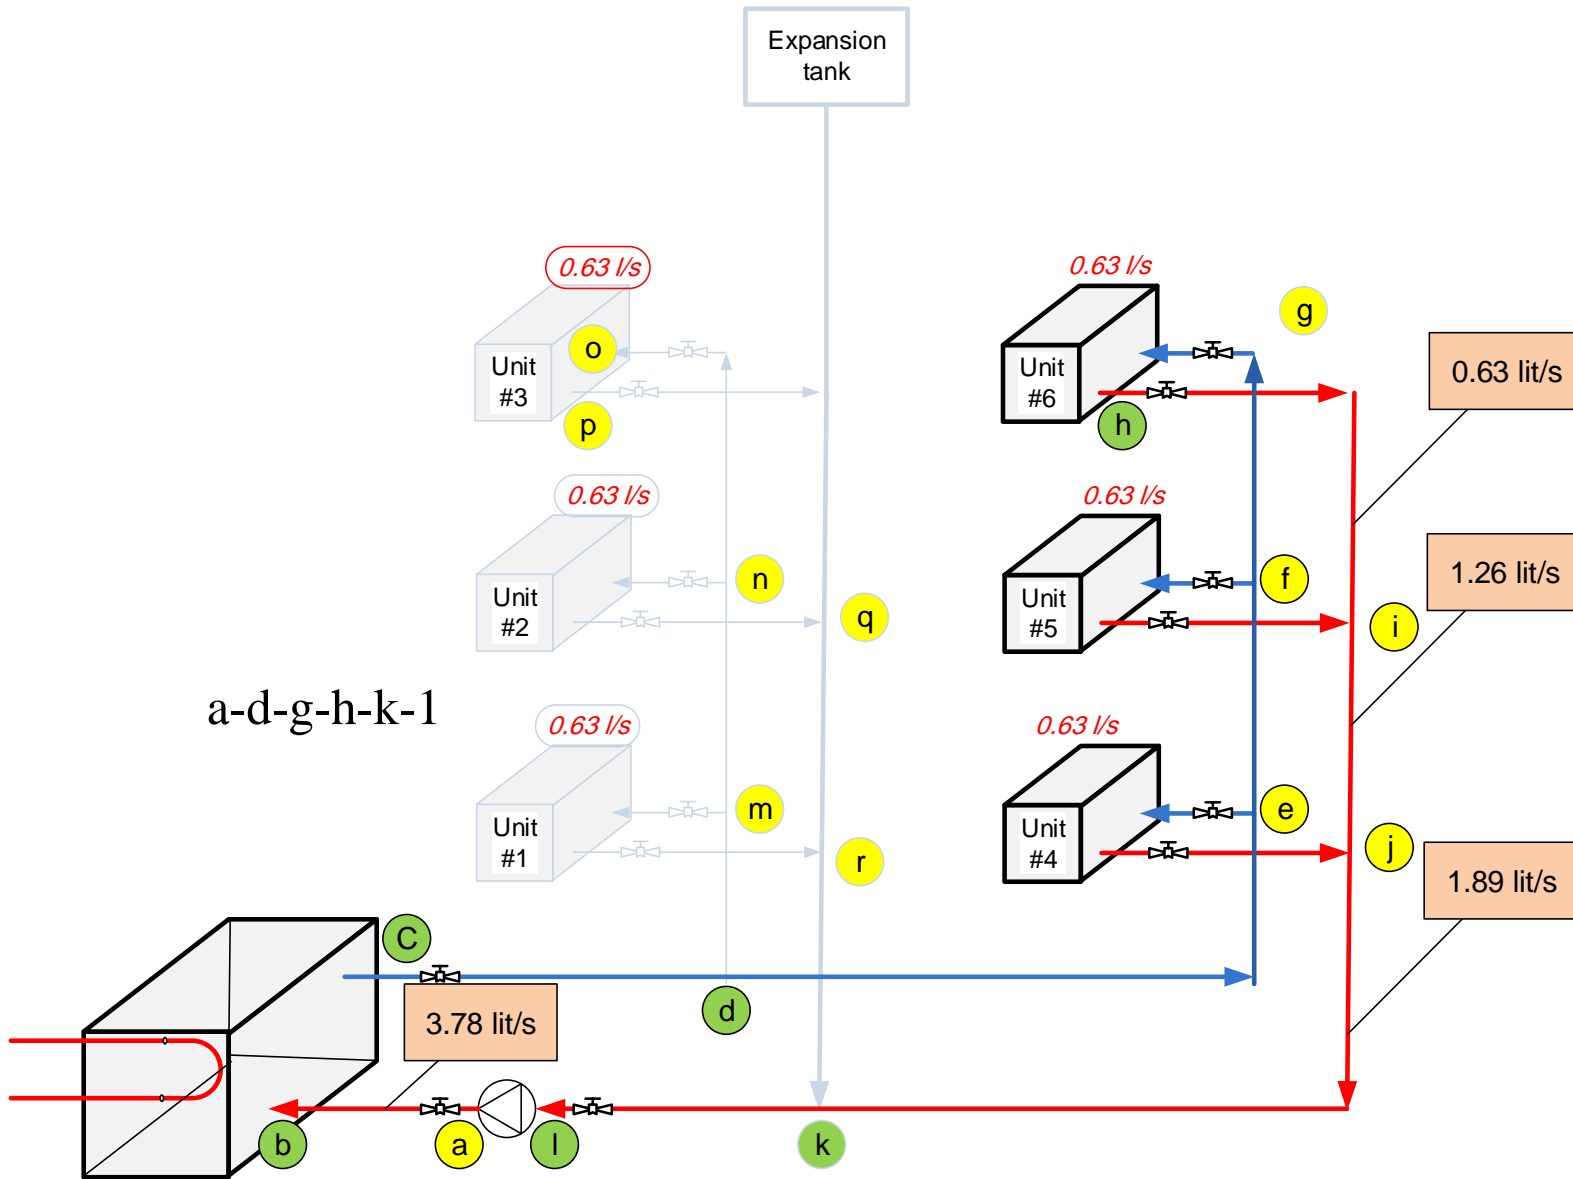 Expansion
tank
0.63 l/s
0.63 l/s
g
o
Unit
#3
p
Unit
#6
h
0.63 lit/s
0.63 l/s
0.63 l/s
n
Unit
#2
q
f
Unit
#5
i
1.26 lit/s
a-d-g-h-k-1
0.63 l/s
0.63 l/s
m
Unit
#1
r
e
Unit
#4
j
1.89 lit/s
C
d
3.78 lit/s
b
a
l
k